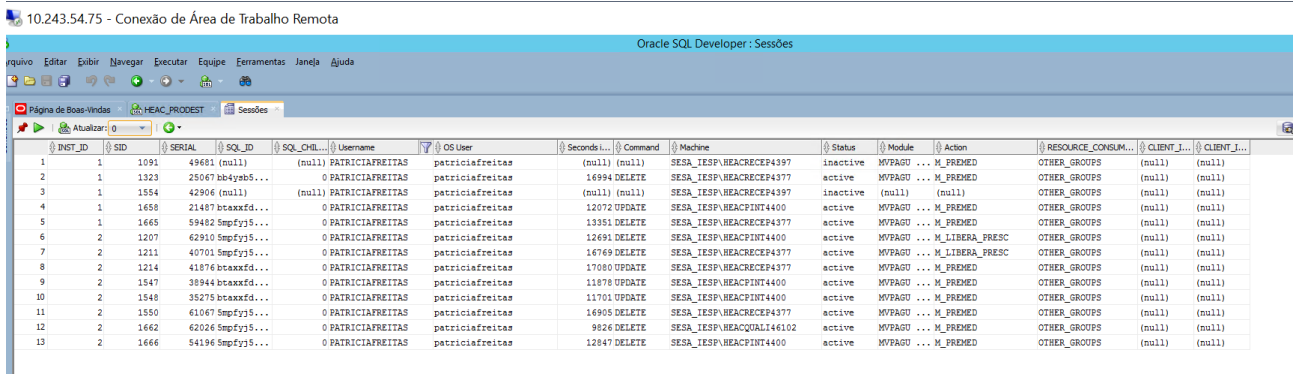 10.243.54.75 - Conexão de Área de Trabalho Remota
Oracle SQL Developer : Sessões
rquivo Editar Exibir Navegar Executar Equipe Ferramentas Janela Ajuda
Página de Boas-Vindas HEAC_PRODEST Sessões
Atualizar: 0
INST_ID SID SERIAL SQL_ID SQL_CHIL... Username OS User Seconds i... Command Machine Status Module Action RESOURCE_CONSUM... CLIENT_I... CLIENT_I...
1 1 1091 49681 (null) (null) PATRICIAFREITAS patriciafreitas (null) (null) SESA_IESP\HEACRECEP4397 inactive MVPAGU ... M_PREMED OTHER_GROUPS (null) (null)
2 1 1323 25067 bb4ysb5... 0 PATRICIAFREITAS patriciafreitas 16994 DELETE SESA_IESP\HEACRECEP4377 active MVPAGU ... M_PREMED OTHER_GROUPS (null) (null)
3 1 1554 42906 (null) (null) PATRICIAFREITAS patriciafreitas (null) (null) SESA_IESP\HEACRECEP4397 inactive (null) (null) OTHER_GROUPS (null) (null)
4 1 1658 21487 btaxxfd... 0 PATRICIAFREITAS patriciafreitas 12072 UPDATE SESA_IESP\HEACPINT4400 active MVPAGU ... M_PREMED OTHER_GROUPS (null) (null)
5 1 1665 59482 5mpfyj5... 0 PATRICIAFREITAS patriciafreitas 13351 DELETE SESA_IESP\HEACRECEP4377 active MVPAGU ... M_PREMED OTHER_GROUPS (null) (null)
6 2 1207 62910 5mpfyj5... 0 PATRICIAFREITAS patriciafreitas 12691 DELETE SESA_IESP\HEACPINT4400 active MVPAGU ... M_LIBERA_PRESC OTHER_GROUPS (null) (null)
7 2 1211 40701 5mpfyj5... 0 PATRICIAFREITAS patriciafreitas 16769 DELETE SESA_IESP\HEACRECEP4377 active MVPAGU ... M_LIBERA_PRESC OTHER_GROUPS (null) (null)
8 2 1214 41876 btaxxfd... 0 PATRICIAFREITAS patriciafreitas 17080 UPDATE SESA_IESP\HEACRECEP4377 active MVPAGU ... M_PREMED OTHER_GROUPS (null) (null)
9 2 1547 38944 btaxxfd... 0 PATRICIAFREITAS patriciafreitas 11878 UPDATE SESA_IESP\HEACPINT4400 active MVPAGU ... M_PREMED OTHER_GROUPS (null) (null)
10 2 1548 35275 btaxxfd... 0 PATRICIAFREITAS patriciafreitas 11701 UPDATE SESA_IESP\HEACPINT4400 active MVPAGU ... M_PREMED OTHER_GROUPS (null) (null)
11 2 1550 61067 5mpfyj5... 0 PATRICIAFREITAS patriciafreitas 16905 DELETE SESA_IESP\HEACRECEP4377 active MVPAGU ... M_PREMED OTHER_GROUPS (null) (null)
12 2 1662 62026 5mpfyj5... 0 PATRICIAFREITAS patriciafreitas 9826 DELETE SESA_IESP\HEACQUALI46102 active MVPAGU ... M_PREMED OTHER_GROUPS (null) (null)
13 2 1666 54196 5mpfyj5... 0 PATRICIAFREITAS patriciafreitas 12847 DELETE SESA_IESP\HEACPINT4400 active MVPAGU ... M_PREMED OTHER_GROUPS (null) (null)